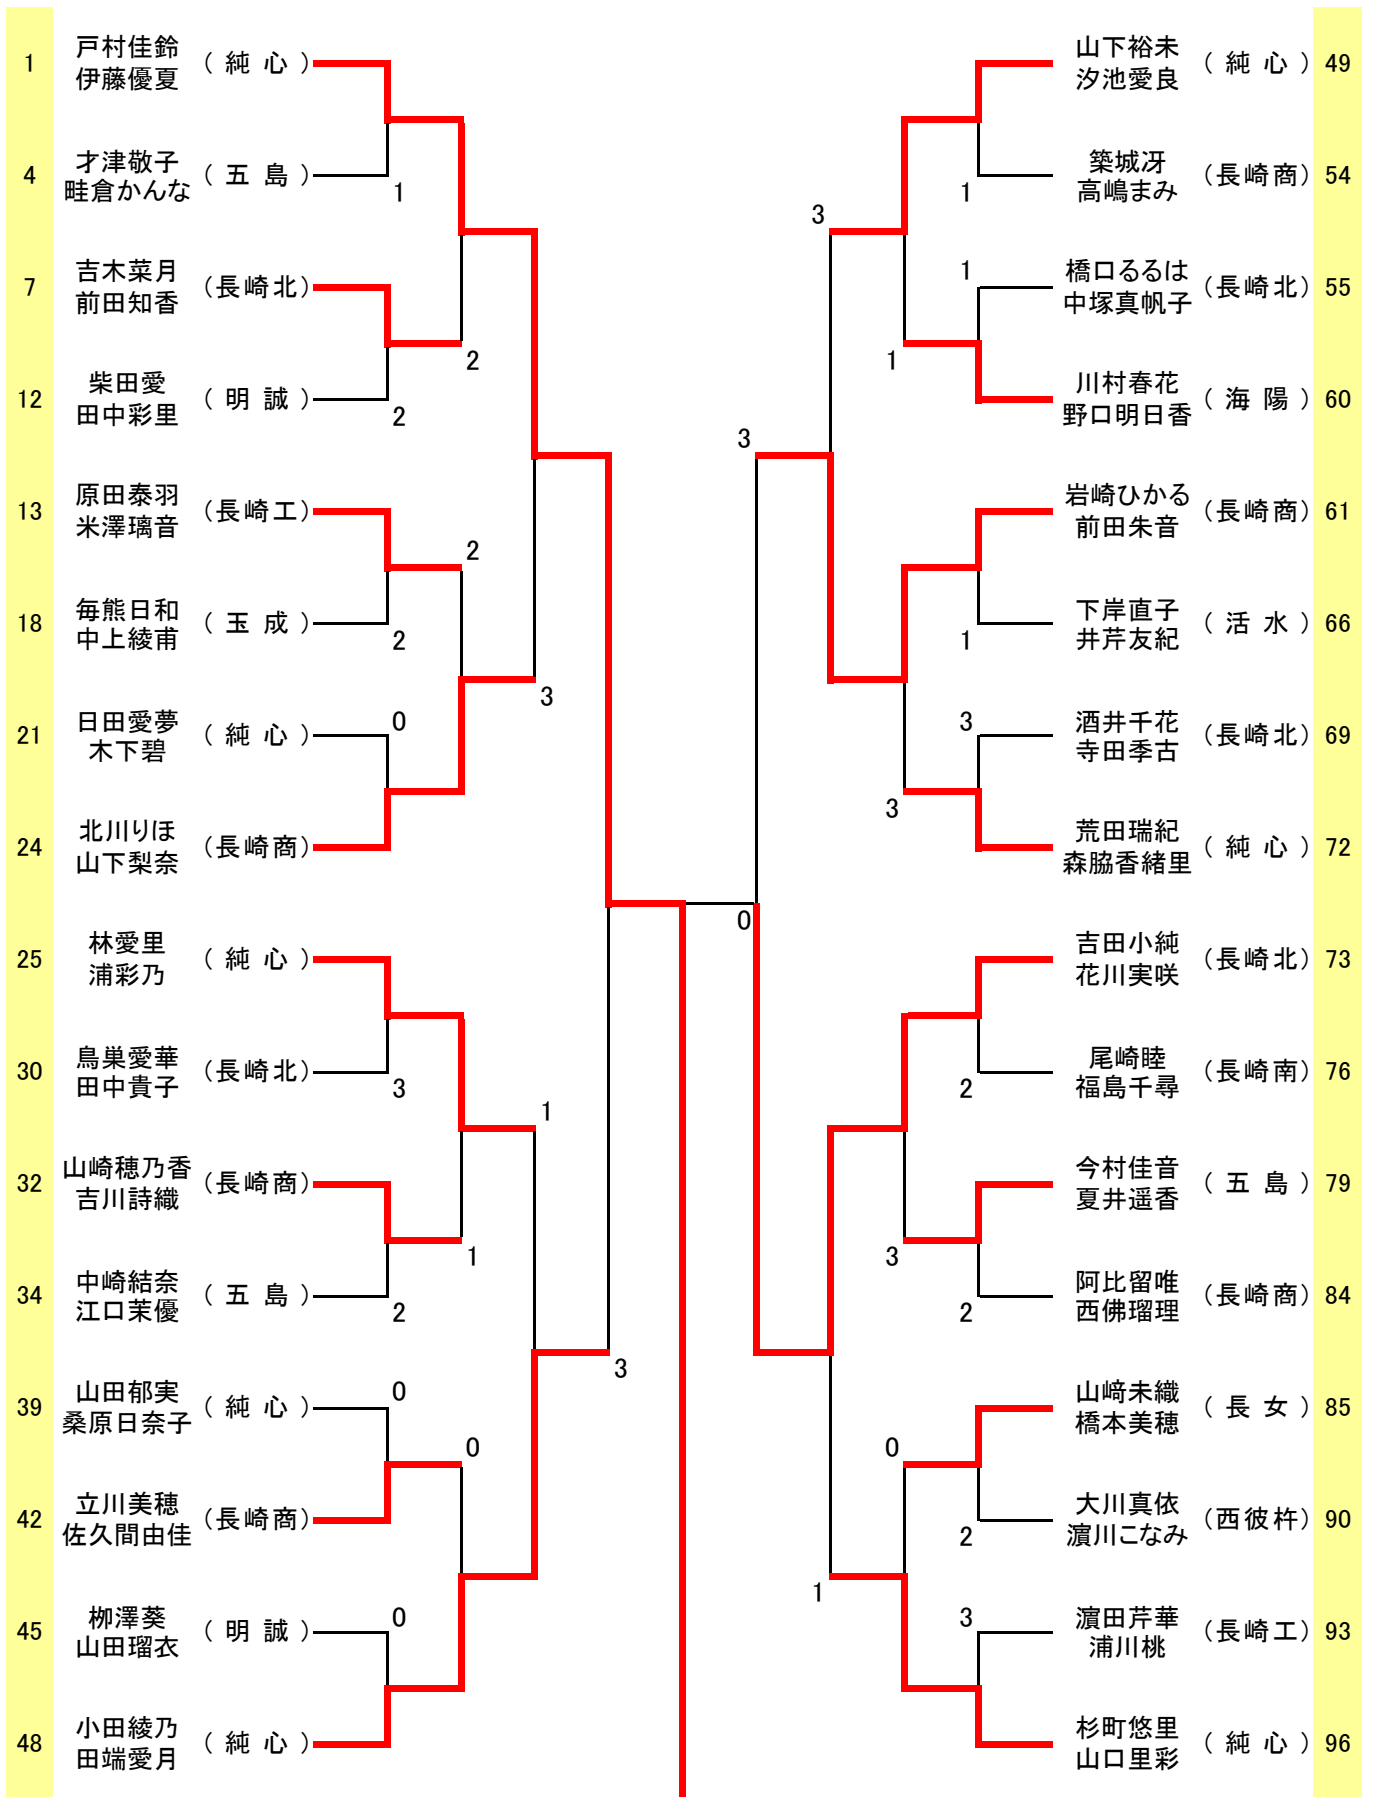 1 戸村佳鈴 (純心)
伊藤優夏
4 才津敬子 (五島)
畦倉かんな
1
7 吉木菜月 (長崎北)
前田知香
2
12 柴田愛 (明誠)
田中彩里
2
13 原田泰羽 (長崎工)
米澤璃音
2
18 毎熊日和 (玉成)
中上綾甫
2
3
21 日田愛夢 (純心)
木下碧
0
24 北川りほ (長崎商)
山下梨奈
25 林愛里 (純心)
浦彩乃
30 鳥巣愛華 (長崎北)
田中貴子
3
1
32 山崎穂乃香 (長崎商)
吉川詩織
1
34 中崎結奈 (五島)
江口茉優
2
3
39 山田郁実 (純心)
桑原日奈子
0
0
42 立川美穂 (長崎商)
佐久間由佳
45 栁澤葵 (明誠)
山田瑠衣
0
48 小田綾乃 (純心)
田端愛月
山下裕未 (純心) 49
汐池愛良
築城冴 (長崎商) 54
高嶋まみ
1
3
橋口るるは (長崎北) 55
中塚真帆子
1
1
川村春花 (海陽) 60
野口明日香
3
岩崎ひかる (長崎商) 61
前田朱音
下岸直子 (活水) 66
井芹友紀
1
酒井千花 (長崎北) 69
寺田季古
3
3
荒田瑞紀 (純心) 72
森脇香緒里
0
吉田小純 (長崎北) 73
花川実咲
尾崎睦 (長崎南) 76
福島千尋
2
今村佳音 (五島) 79
夏井遥香
3
阿比留唯 (長崎商) 84
西佛瑠理
2
山﨑未織 (長女) 85
橋本美穂
0
大川真依 (西彼杵) 90
濵川こなみ
2
1
濵田芹華 (長崎工) 93
浦川桃
3
杉町悠里 (純心) 96
山口里彩